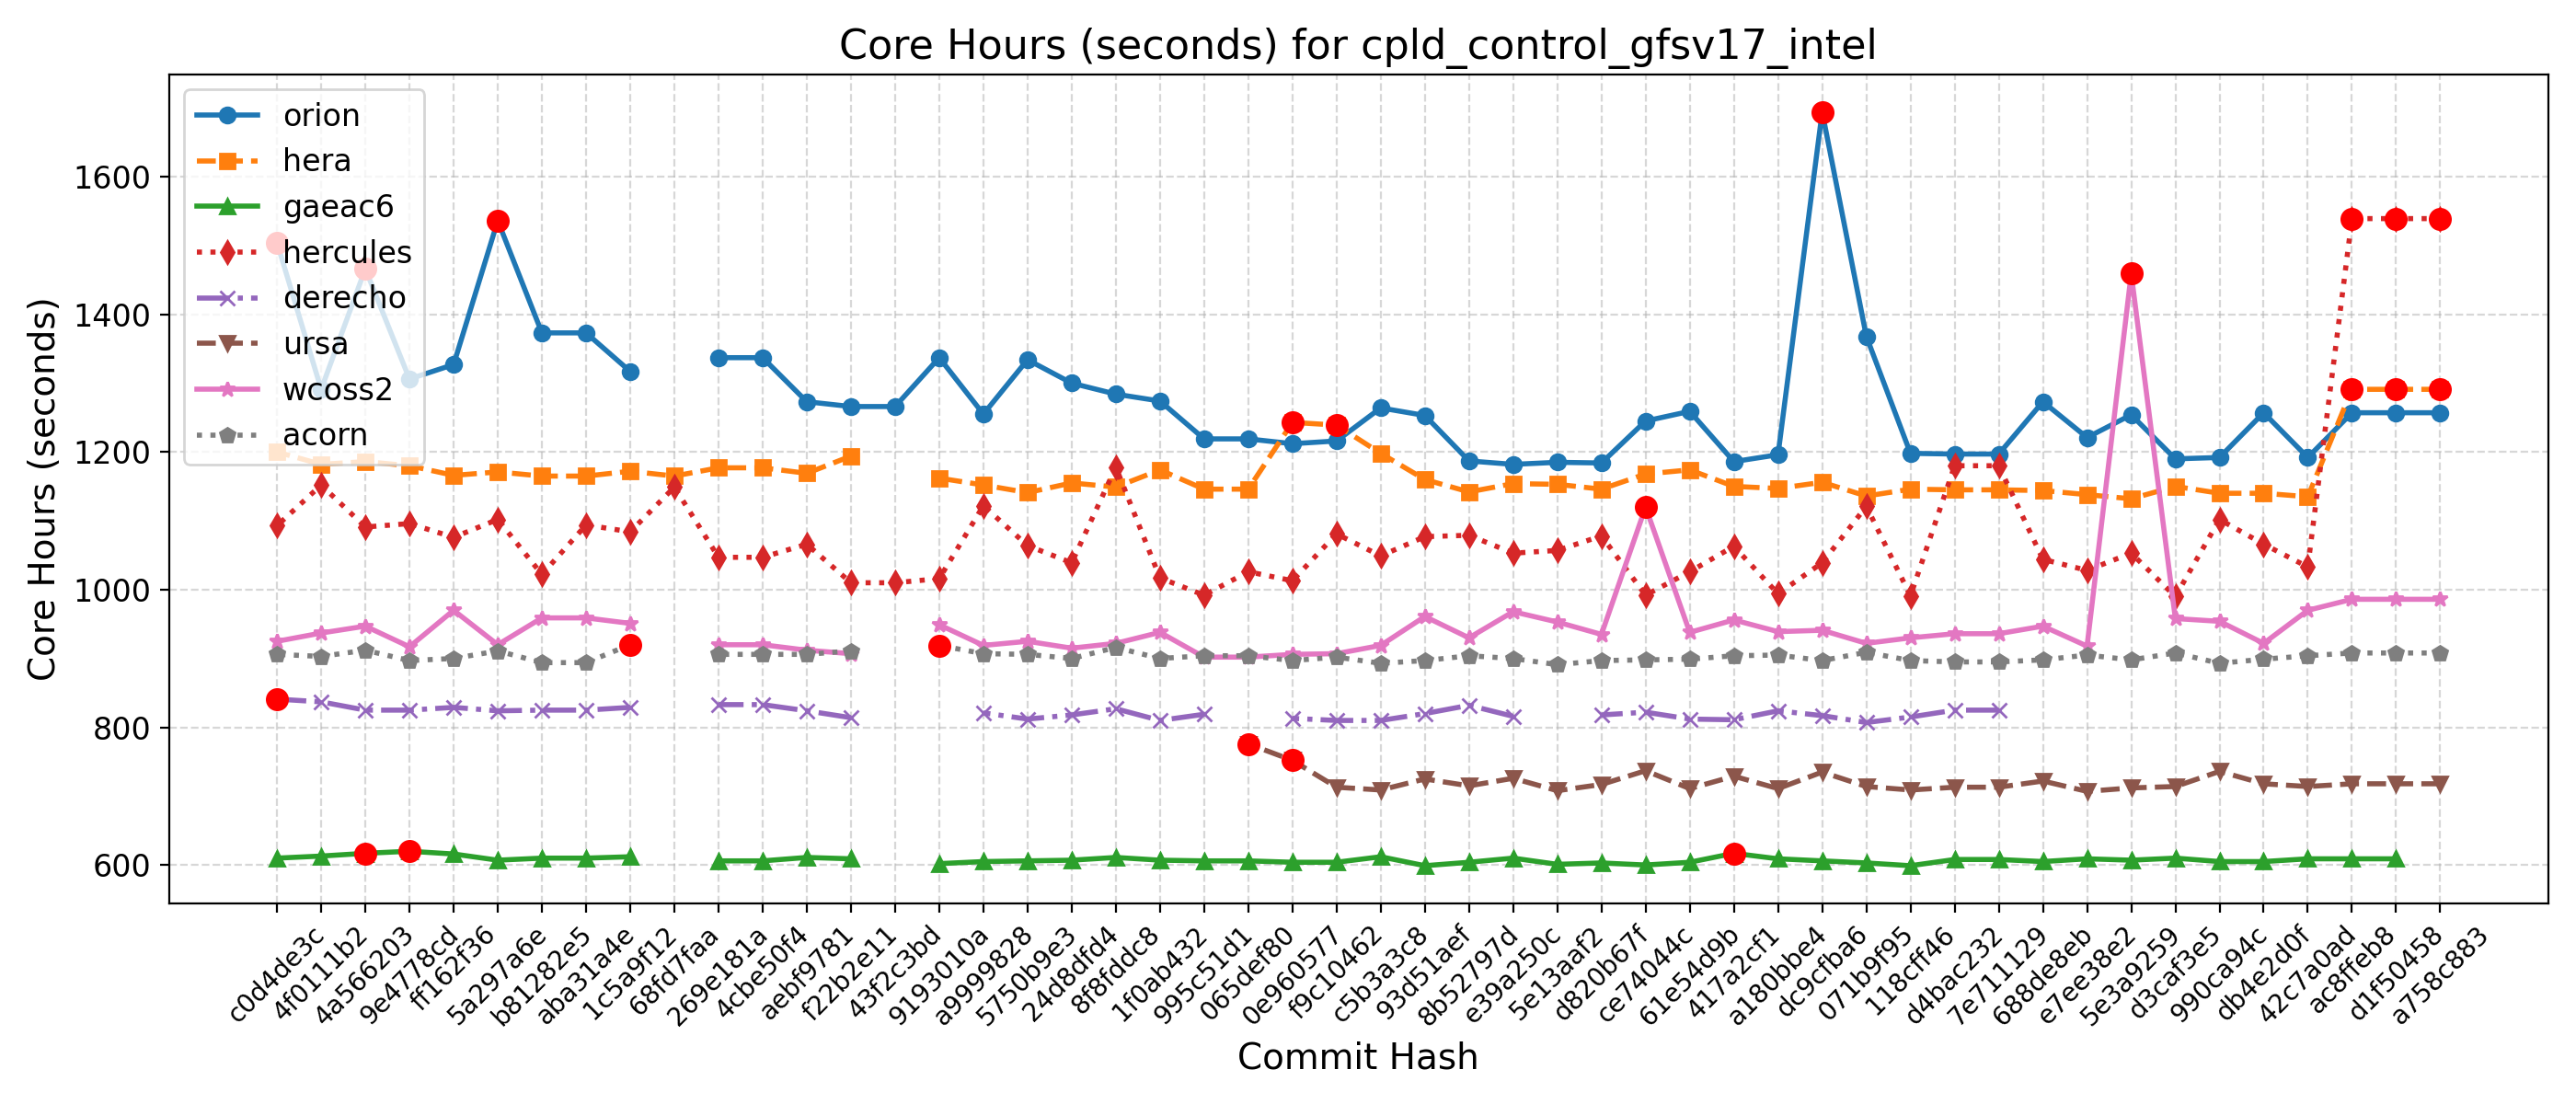 Core Hours (seconds) for cpld_control_gfsv17_intel
orion
hera
gaeac6
hercules
derecho
ursa
wcoss2
acorn
Core Hours (seconds)
1600
1400
1200
1000
800
600
c0d4de3c
4f0111b2
4a566203
9e4778cd
ff162f36
5a297a6e
b81282e5
aba31a4e
1c5a9f12
68fd7faa
269e181a
4cbe50f4
aebf9781
f22b2e11
43f2c3bd
9193010a
a9999828
5750b9e3
24d8dfd4
8f8fddc8
1f0ab432
995c51d1
065def80
0e960577
f9c10462
c5b3a3c8
93d51aef
8b52797d
e39a250c
5e13aaf2
d820b67f
ce74044c
61e54d9b
417a2cf1
a180bbe4
dc9cfba6
071b9f95
118cff46
d4bac232
7e711129
688de8eb
e7ee38e2
5e3a9259
d3caf3e5
990ca94c
db4e2d0f
42c7a0ad
ac8ffeb8
d1f50458
a758c883
Commit Hash